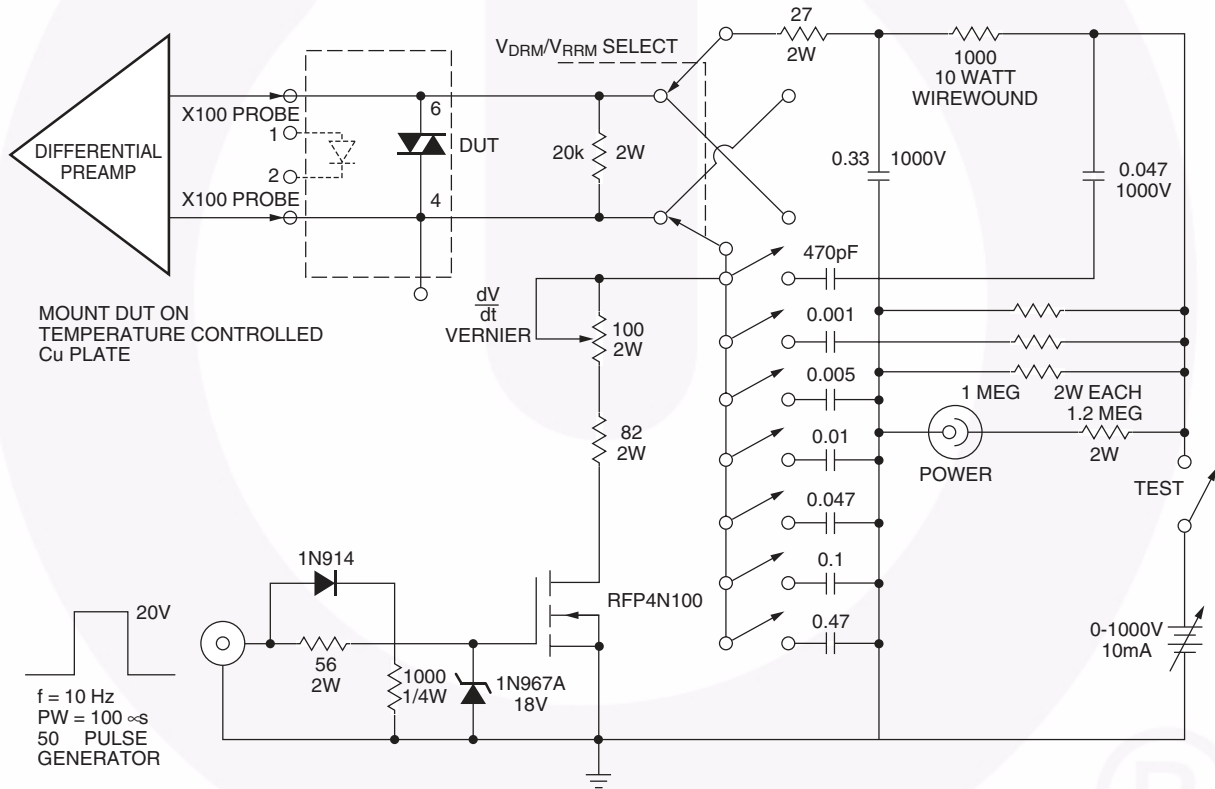 27
2W
VDRM/VRRM SELECT
1000
10 WATT
WIREWOUND
X100 PROBE
6
DIFFERENTIAL
PREAMP
1
DUT
20k
2W
0.33
1000V
0.047
1000V
2
X100 PROBE
4
470pF
MOUNT DUT ON
TEMPERATURE CONTROLLED
Cu PLATE
dV
dt
VERNIER
100
2W
0.001
0.005
1 MEG
2W EACH
1.2 MEG
2W
82
2W
0.01
POWER
TEST
0.047
1N914
0.1
20V
RFP4N100
0.47
0-1000V
10mA
56
2W
1000
1/4W
1N967A
18V
f = 10 Hz
PW = 100 ∝s
50 PULSE
GENERATOR
®